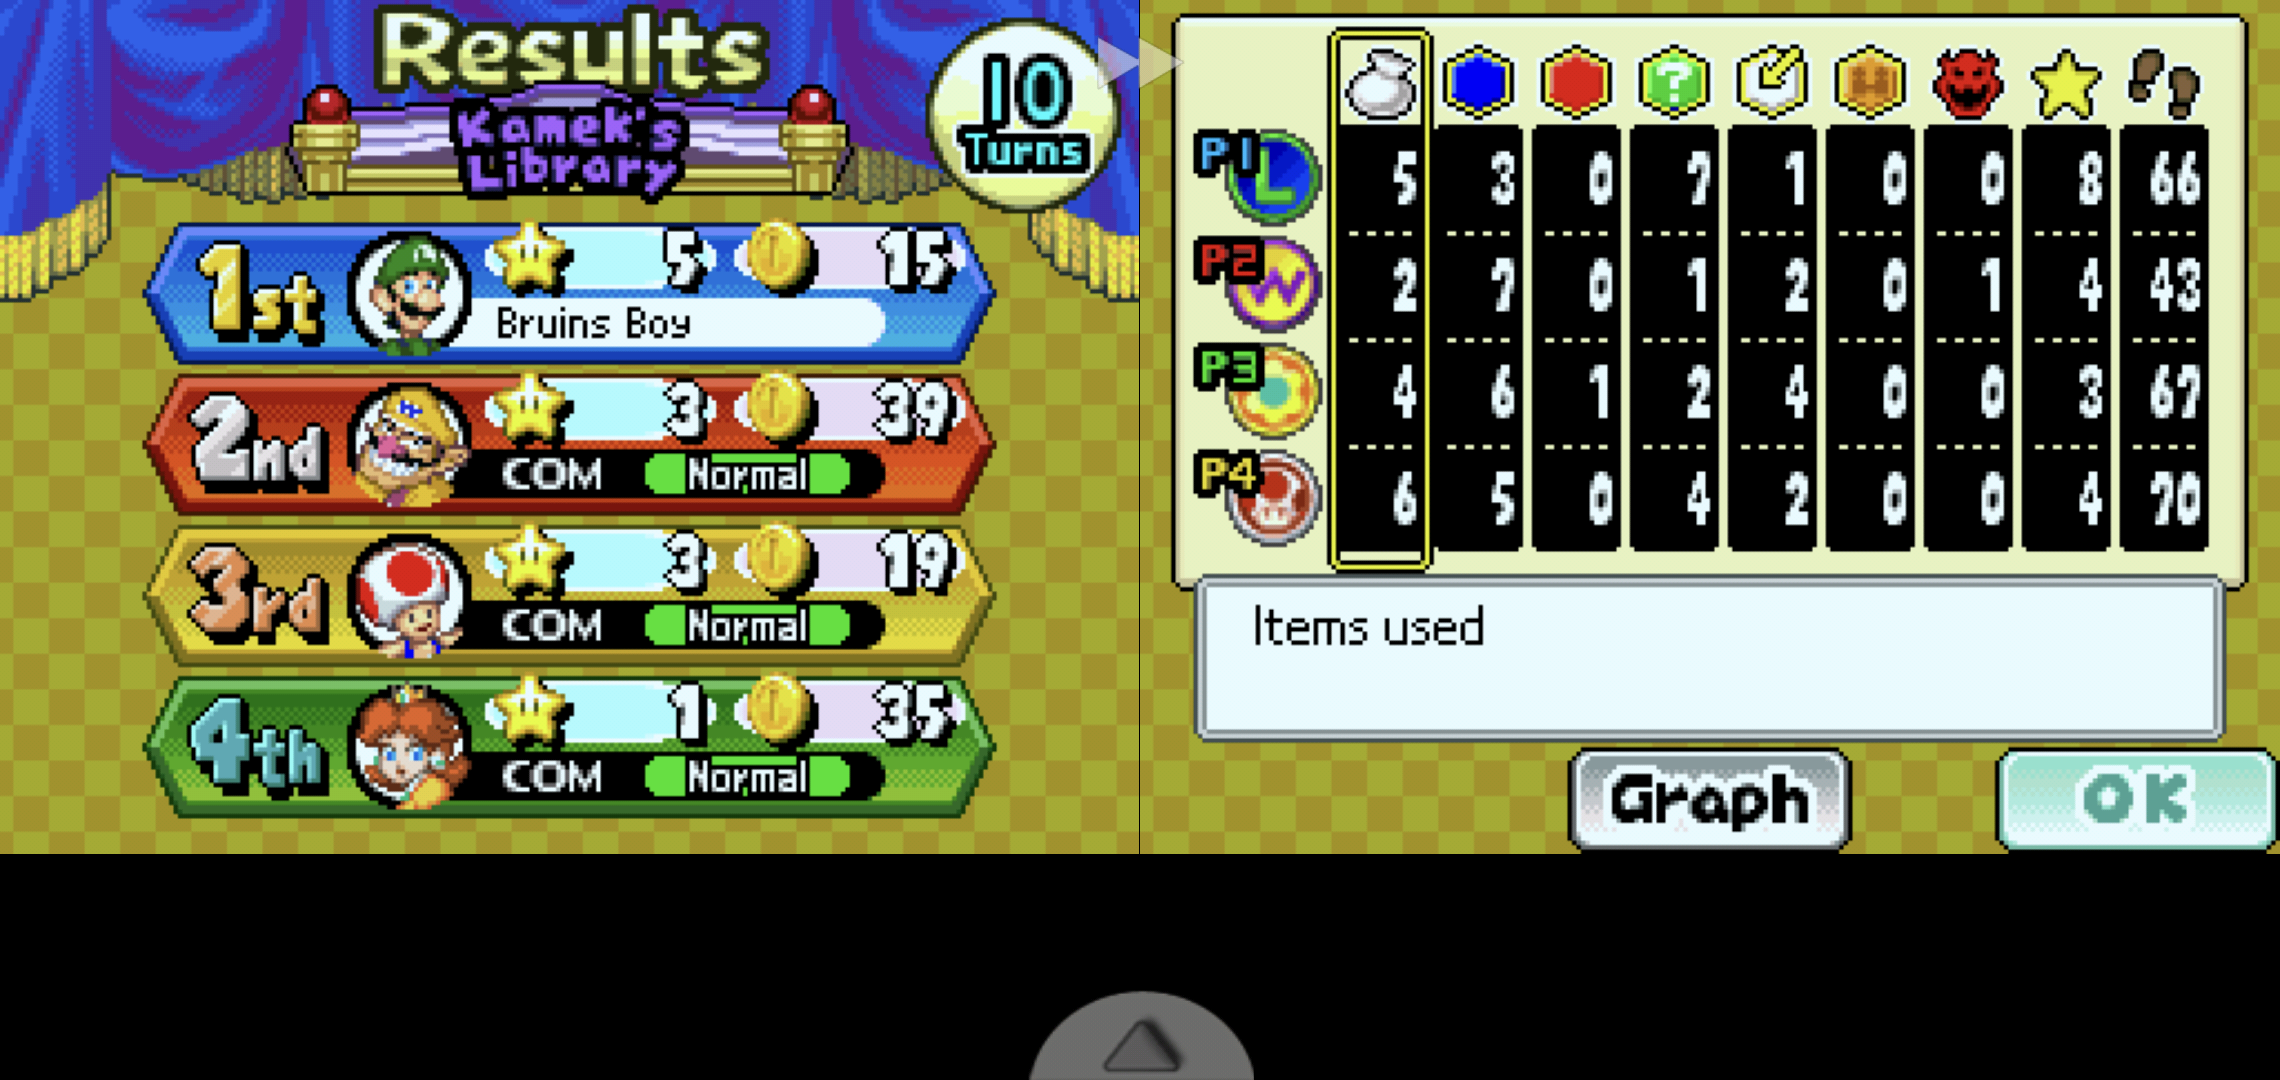 Results
Kamek's
Library
10
Turns
1st 5 15
Bruins Boy
2nd 3 39
COM Normal
3rd 3 19
COM Normal
4th 1 35
COM Normal
?
P1 L 5 3 0 7 1 0 0 8 66
P2 W 2 7 0 1 2 0 1 4 43
P3 4 6 1 2 4 0 0 3 67
P4 6 5 0 4 2 0 0 4 70
Items used
Graph OK